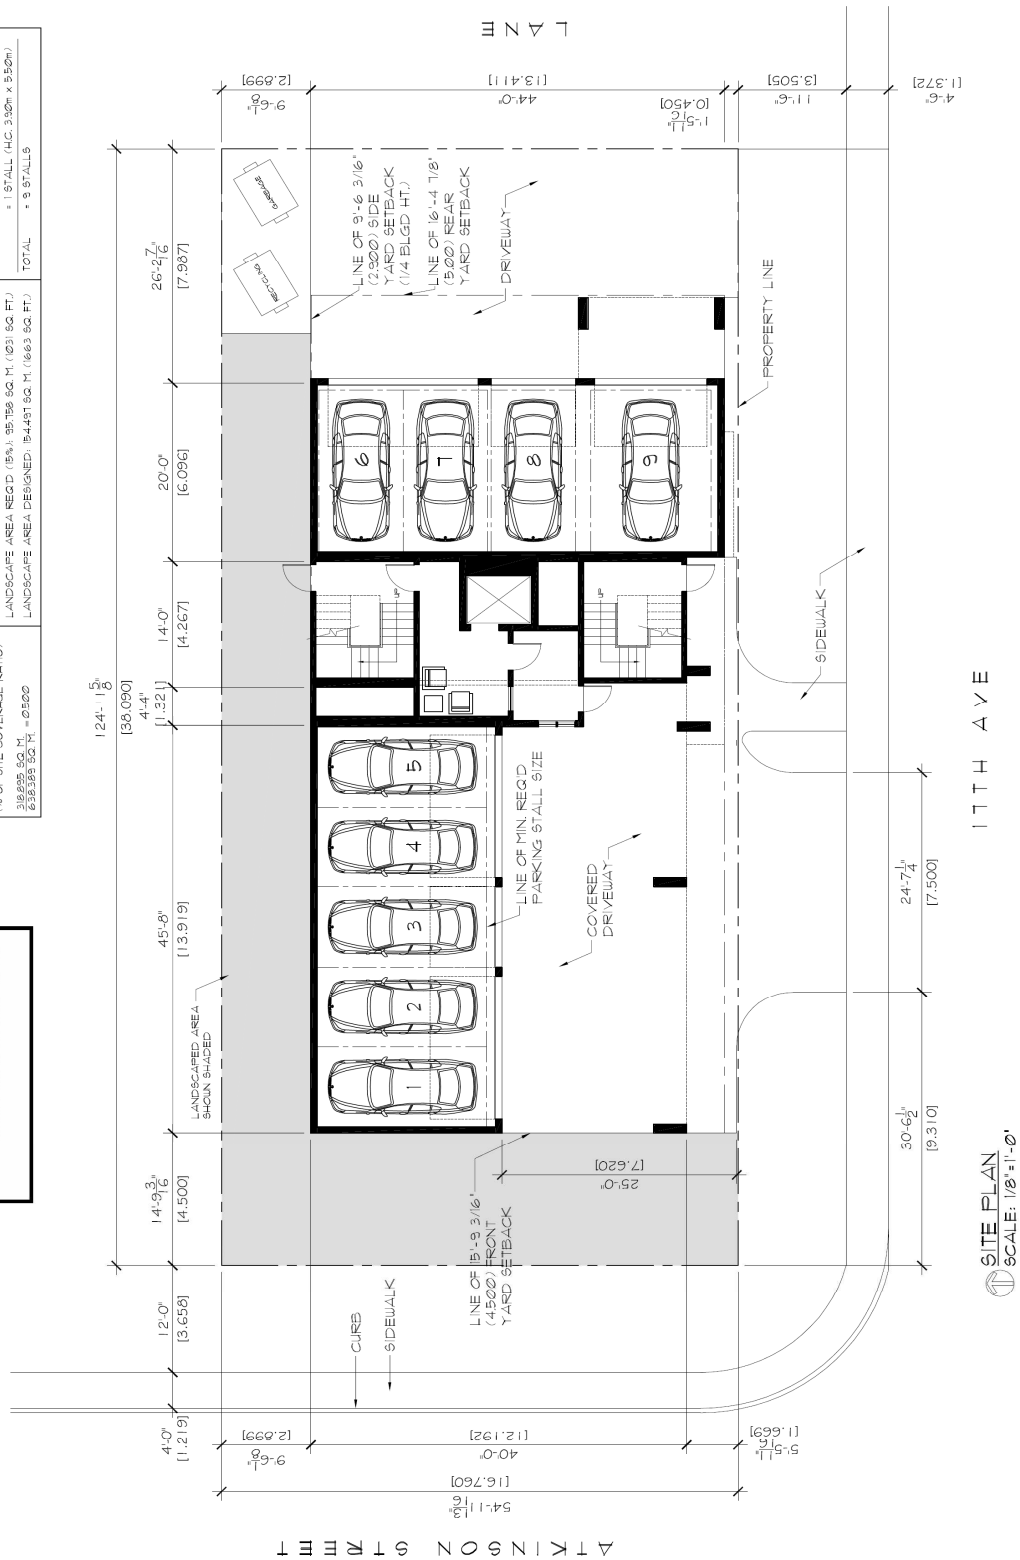 LANE
[2.899]
9'-6 1/8"
[13.411]
44'-0"
[0.450]
1'-5 11/16"
[3.505]
11'-6"
[1.372]
4'-6"
= 1 STALL (H.C. 3.90m x 5.50m)
TOTAL = 9 STALLS
LANDSCAPE AREA REQ'D (15%): 95.758 SQ. M. (1031 SQ. FT.)
LANDSCAPE AREA DESIGNED: 154.497 SQ. M. (1663 SQ. FT.)
318.895 SQ. M.
638.389 SQ. M. = 0.500
GARBAGE
RECYCLING
LINE OF 9'-6 3/16"
(2.900) SIDE
YARD SETBACK
(1/4 BLGD HT.)
LINE OF 16'-4 7/8"
(5.00) REAR
YARD SETBACK
DRIVEWAY
PROPERTY LINE
26'-2 7/16"
[7.987]
20'-0"
[6.096]
14'-0"
[4.267]
4'-4"
[1.321]
124'-11 5/8"
[38.090]
45'-8"
[13.919]
14'-9 3/16"
[4.500]
12'-0"
[3.658]
4'-0"
[1.219]
6
7
8
9
UP
UP
5
4
3
2
1
LINE OF MIN. REQ'D
PARKING STALL SIZE
COVERED
DRIVEWAY
SIDEWALK
17TH AVE
24'-7 1/4"
[7.500]
30'-6 1/2"
[9.310]
LANDSCAPED AREA
SHOWN SHADED
[7.620]
25'-0"
LINE OF 15'-9 3/16"
(4.500) FRONT
YARD SETBACK
CURB
SIDEWALK
[2.899]
9'-6 1/8"
[12.192]
40'-0"
[1.669]
5'-5 11/16"
[16.760]
54'-11 13/16"
ATKINSON STREET
SITE PLAN
SCALE: 1/8"=1'-0"